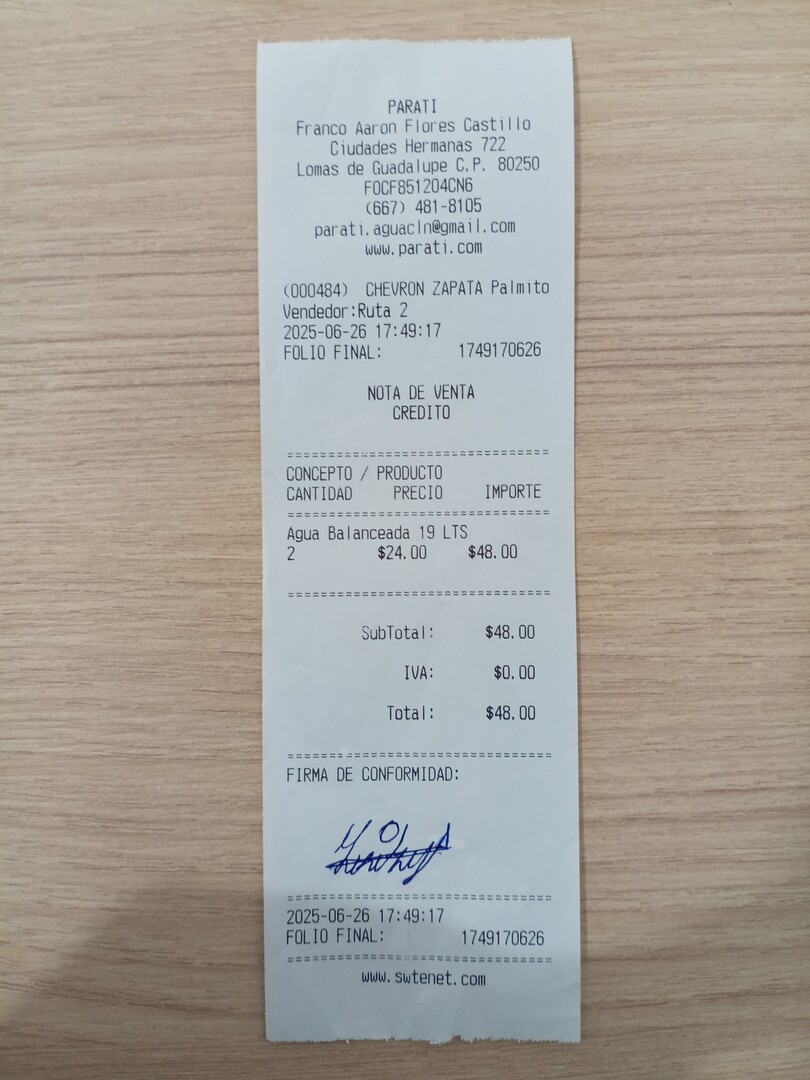 PARATI
Franco Aaron Flores Castillo
Ciudades Hermanas 722
Lomas de Guadalupe C.P. 80250
FOCF851204CN6
(667) 481-8105
parati.aguacln@gmail.com
www.parati.com
(000484) CHEVRON ZAPATA Palmito
Vendedor:Ruta 2
2025-06-26 17:49:17
FOLIO FINAL: 1749170626
NOTA DE VENTA
CREDITO
================================
CONCEPTO / PRODUCTO
CANTIDAD PRECIO IMPORTE
================================
Agua Balanceada 19 LTS
2 $24.00 $48.00
================================
SubTotal: $48.00
IVA: $0.00
Total: $48.00
================================
FIRMA DE CONFORMIDAD:
================================
2025-06-26 17:49:17
FOLIO FINAL: 1749170626
================================
www.swtenet.com